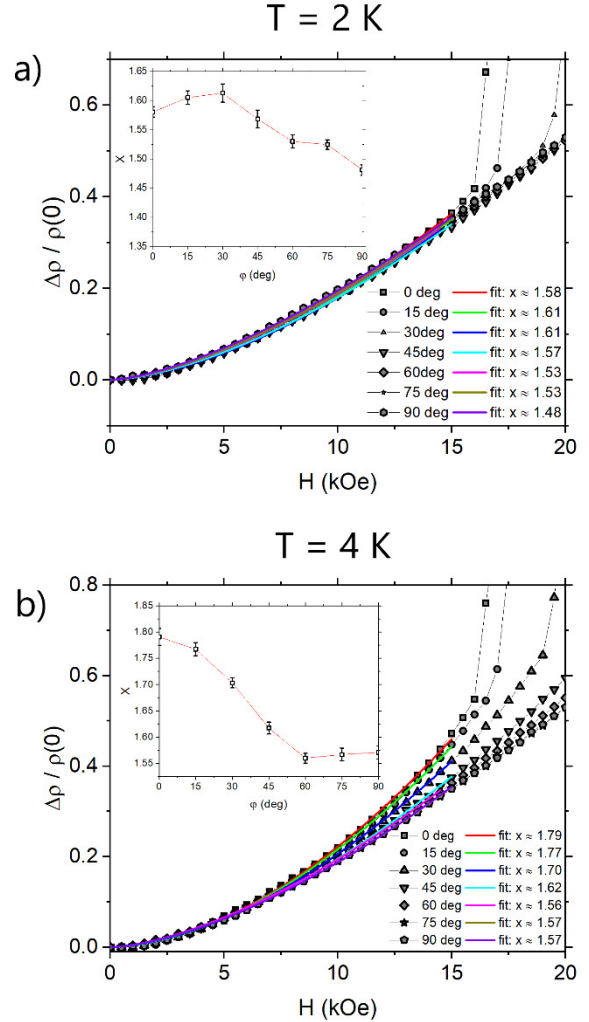 T = 2 K
a)
Δρ / ρ(0)
0.6
0.4
0.2
0.0
0 5 10 15 20
H (kOe)
X
1.65
1.60
1.55
1.50
1.45
1.40
1.35
0 15 30 45 60 75 90
φ (deg)
0 deg fit: x ≈ 1.58
15 deg fit: x ≈ 1.61
30deg fit: x ≈ 1.61
45deg fit: x ≈ 1.57
60deg fit: x ≈ 1.53
75 deg fit: x ≈ 1.53
90 deg fit: x ≈ 1.48
T = 4 K
b)
Δρ / ρ(0)
0.8
0.6
0.4
0.2
0.0
0 5 10 15 20
H (kOe)
X
1.85
1.80
1.75
1.70
1.65
1.60
1.55
0 15 30 45 60 75 90
φ (deg)
0 deg fit: x ≈ 1.79
15 deg fit: x ≈ 1.77
30 deg fit: x ≈ 1.70
45 deg fit: x ≈ 1.62
60 deg fit: x ≈ 1.56
75 deg fit: x ≈ 1.57
90 deg fit: x ≈ 1.57